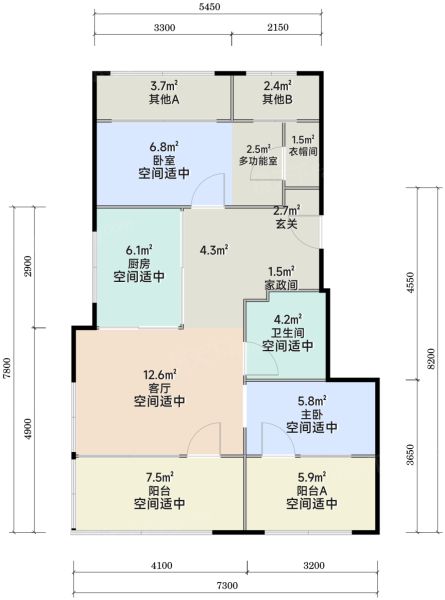 5450
3300
2150
3.7㎡
其他A
2.4㎡
其他B
6.8㎡
卧室
空间适中
2.5㎡
多功能室
1.5㎡
衣帽间
2.7㎡
玄关
6.1㎡
厨房
空间适中
4.3㎡
1.5㎡
家政间
4.2㎡
卫生间
空间适中
12.6㎡
客厅
空间适中
5.8㎡
主卧
空间适中
7.5㎡
阳台
空间适中
5.9㎡
阳台A
空间适中
2900
7800
4900
4550
8200
3650
4100
3200
7300